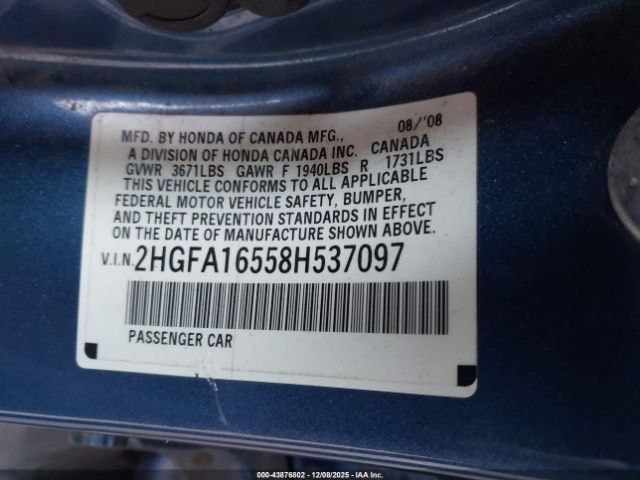 08/'08
MFD. BY HONDA OF CANADA MFG.,
A DIVISION OF HONDA CANADA INC. CANADA
GVWR 3671LBS GAWR F 1940LBS R 1731LBS
THIS VEHICLE CONFORMS TO ALL APPLICABLE
FEDERAL MOTOR VEHICLE SAFETY, BUMPER,
AND THEFT PREVENTION STANDARDS IN EFFECT
ON THE DATE OF MANUFACTURE SHOWN ABOVE.
V.I.N. 2HGFA16558H537097
PASSENGER CAR
000-43876802 - 12/08/2025 - IAA Inc.